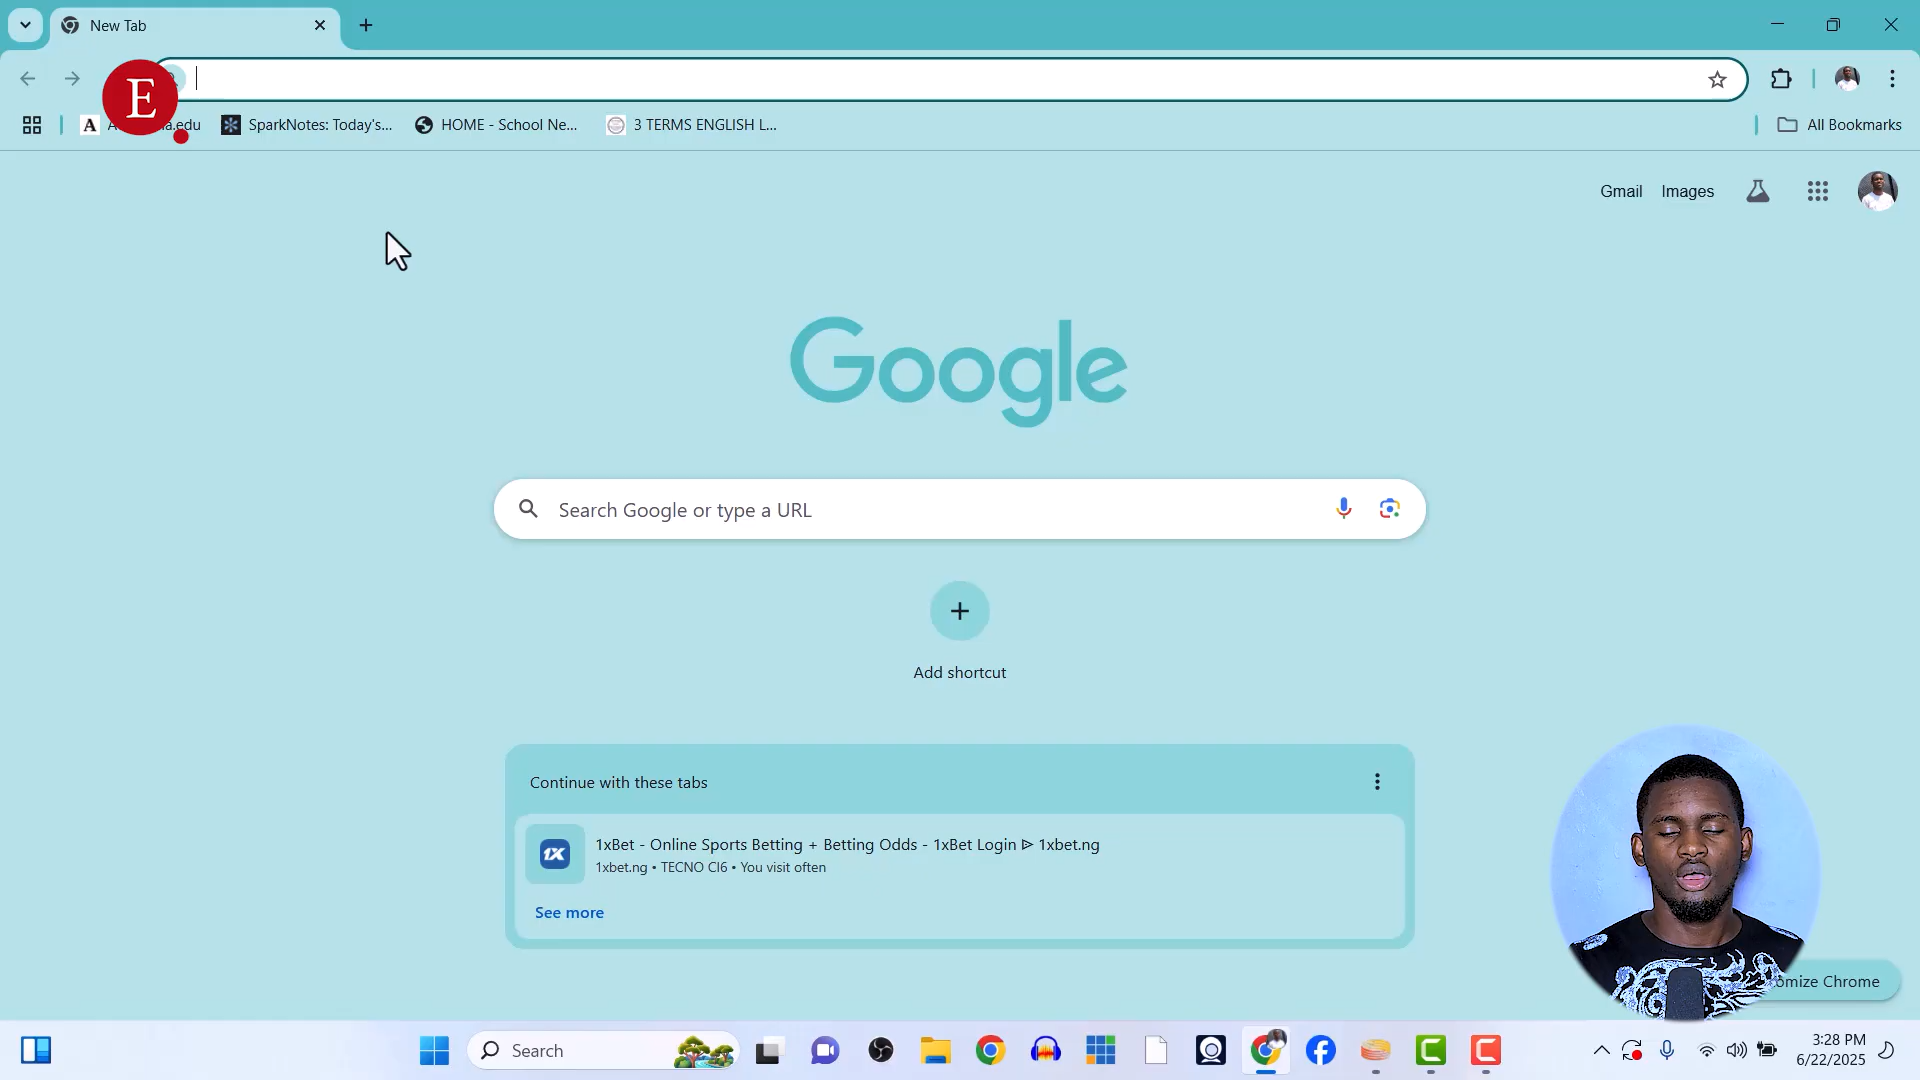 New Tab
E
A
a.edu
SparkNotes: Today's...
HOME - School Ne...
3 TERMS ENGLISH L...
All Bookmarks
Gmail
Images
Google
Search Google or type a URL
Add shortcut
Continue with these tabs
1X
1xBet - Online Sports Betting + Betting Odds - 1xBet Login ᐉ 1xbet.ng
1xbet.ng • TECNO CI6 • You visit often
See more
omize Chrome
Search
3:28 PM
6/22/2025